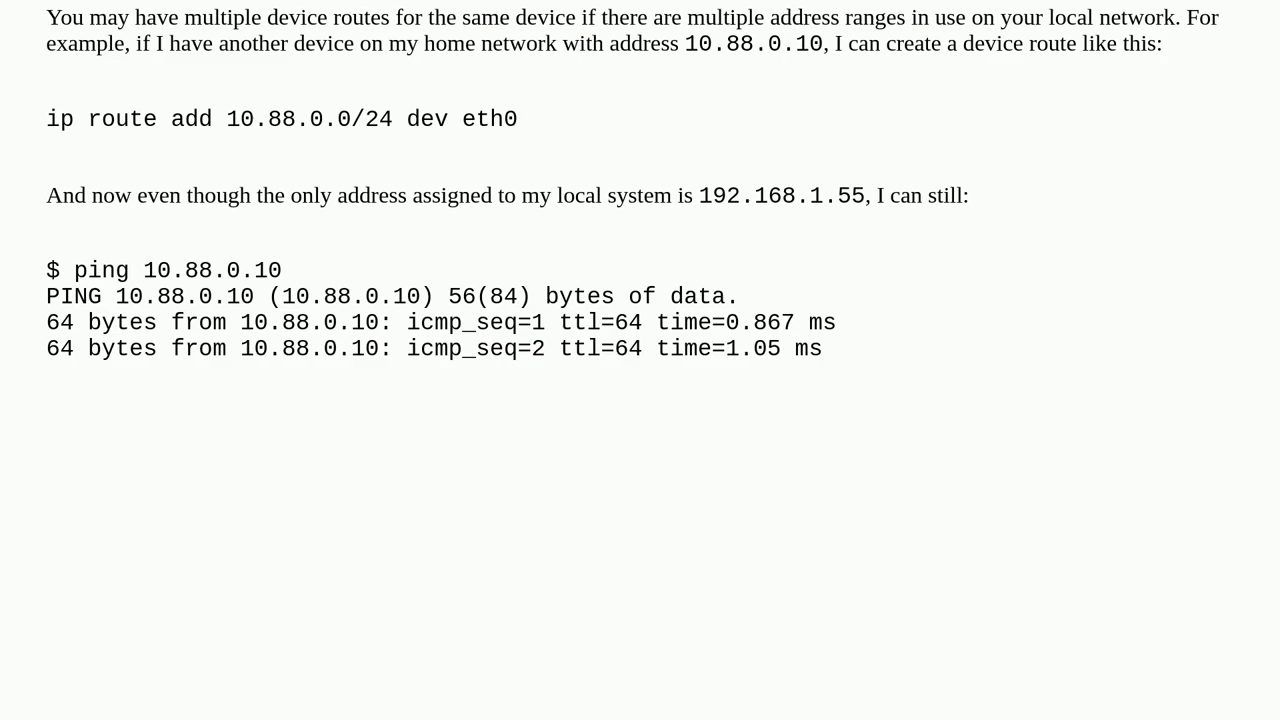 You may have multiple device routes for the same device if there are multiple address ranges in use on your local network. For
example, if I have another device on my home network with address 10.88.0.10, I can create a device route like this:
ip route add 10.88.0.0/24 dev eth0
And now even though the only address assigned to my local system is 192.168.1.55, I can still:
$ ping 10.88.0.10
PING 10.88.0.10 (10.88.0.10) 56(84) bytes of data.
64 bytes from 10.88.0.10: icmp_seq=1 ttl=64 time=0.867 ms
64 bytes from 10.88.0.10: icmp_seq=2 ttl=64 time=1.05 ms